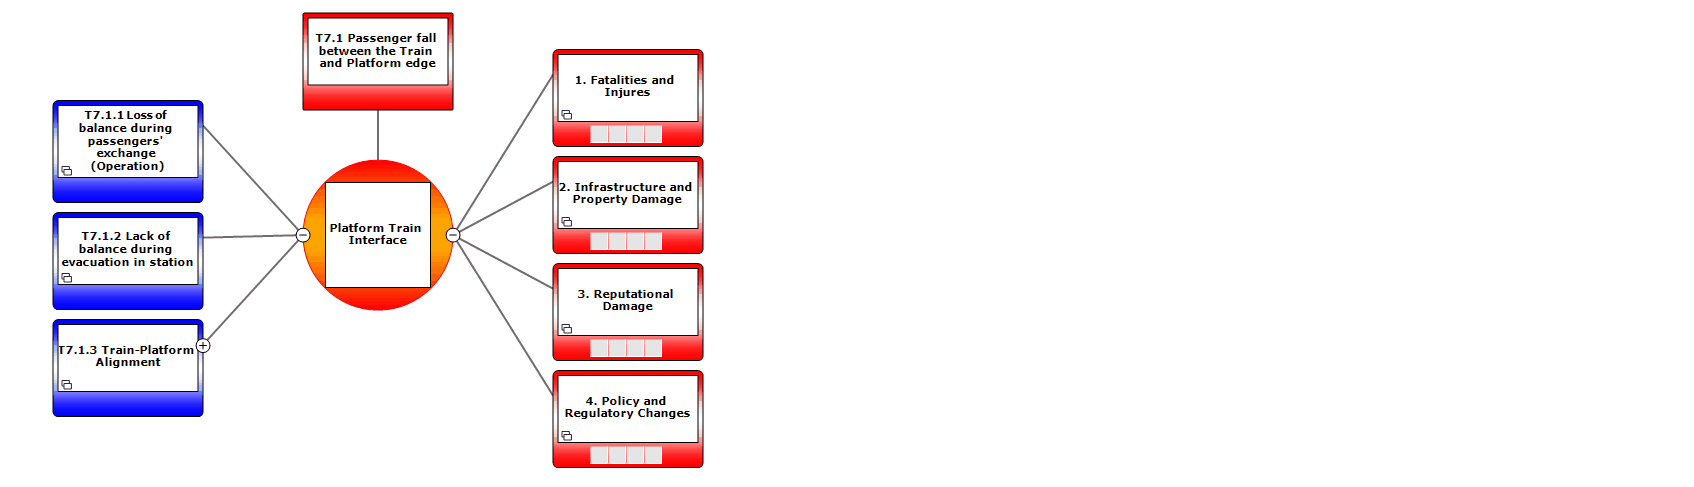 T7.1 Passenger fall
between the Train
and Platform edge
T7.1.1 Loss of
balance during
passengers'
exchange
(Operation)
T7.1.2 Lack of
balance during
evacuation in station
T7.1.3 Train-Platform
Alignment
Platform Train
Interface
1. Fatalities and
Injures
2. Infrastructure and
Property Damage
3. Reputational
Damage
4. Policy and
Regulatory Changes